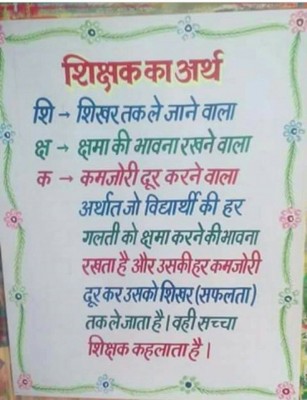 शिक्षक का अर्थ
शि → शिखर तक ले जाने वाला
क्ष → क्षमा की भावना रखने वाला
क → कमजोरी दूर करने वाला
अर्थात जो विद्यार्थी की हर
गलती को क्षमा करने की भावना
रखता है और उसकी हर कमजोरी
दूर कर उसको शिखर (सफलता)
तक ले जाता है। वही सच्चा
शिक्षक कहलाता है।